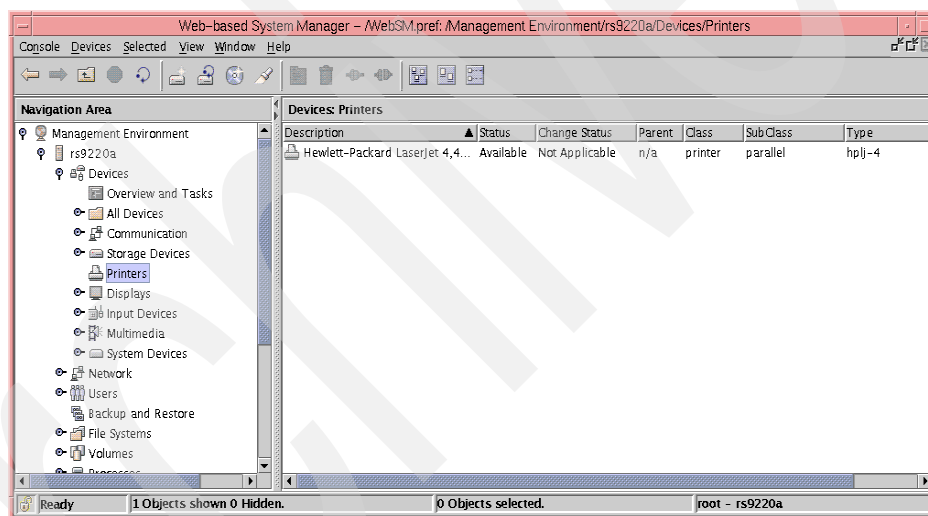 Web-based System Manager - /WebSM.pref: /Management Environment/rs9220a/Devices/Printers
Console Devices Selected View Window Help
Navigation Area
Devices: Printers
Management Environment
rs9220a
Devices
Overview and Tasks
All Devices
Communication
Storage Devices
Printers
Displays
Input Devices
Multimedia
System Devices
Network
Users
Backup and Restore
File Systems
Volumes
Processes
Description Status Change Status Parent Class SubClass Type
Hewlett-Packard LaserJet 4,4... Available Not Applicable n/a printer parallel hplj-4
Ready 1 Objects shown 0 Hidden. 0 Objects selected. root - rs9220a